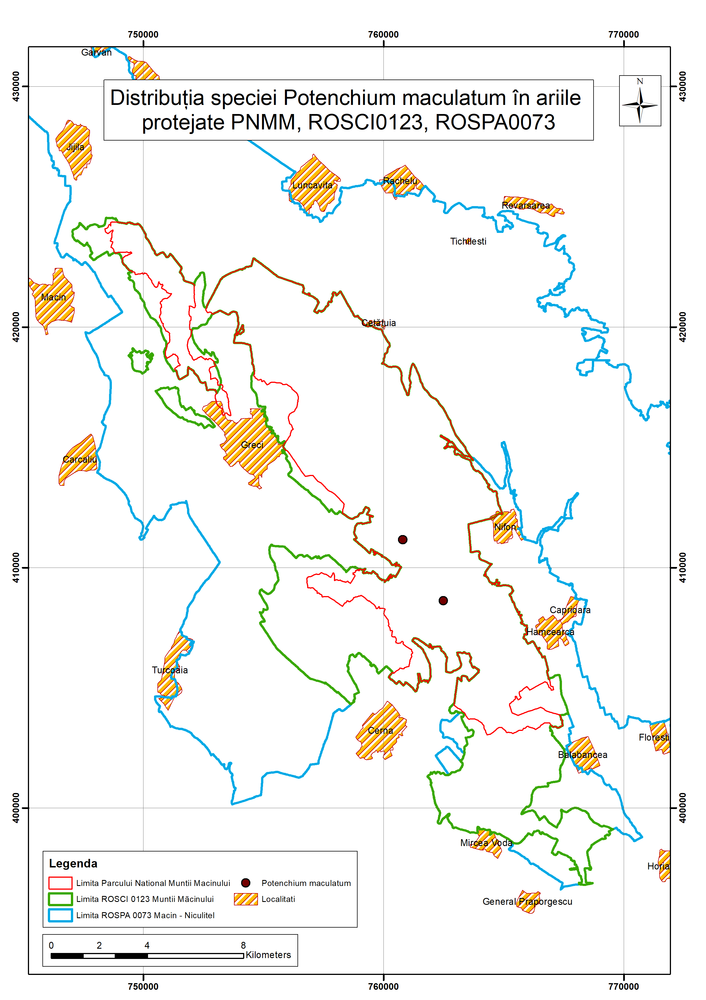 750000
760000
770000
Garvan
430000
430000
N
Distribuția speciei Potenchium maculatum în ariile
protejate PNMM, ROSCI0123, ROSPA0073
Jijila
Luncavita
Rachelu
Revarsarea
Tichilesti
Macin
Cetățuia
420000
420000
Greci
Carcaliu
Nifon
410000
410000
Caprioara
Hamcearca
Turcoaia
Cerna
Floresti
Balabancea
400000
400000
Mircea Voda
Horia
General Praporgescu
Legenda
Limita Parcului National Muntii Macinului
Potenchium maculatum
Limita ROSCI 0123 Muntii Măcinului
Localitati
Limita ROSPA 0073 Macin - Niculitel
0 2 4 8
Kilometers
750000
760000
770000